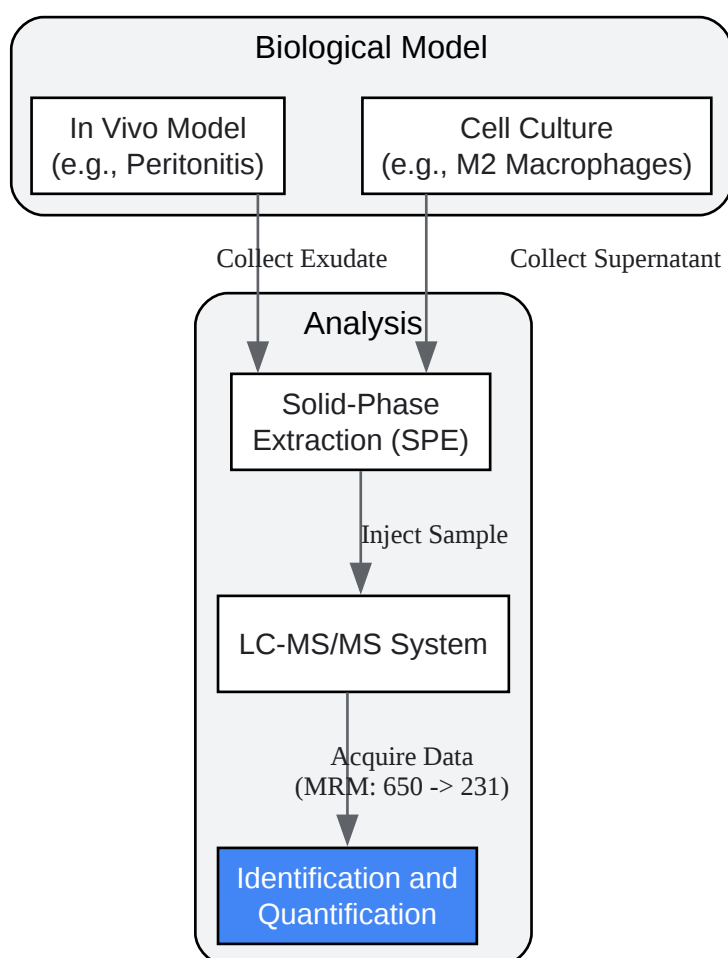 Biological Model
In Vivo Model
(e.g., Peritonitis)
Cell Culture
(e.g., M2 Macrophages)
Collect Exudate
Collect Supernatant
Analysis
Solid-Phase
Extraction (SPE)
Inject Sample
LC-MS/MS System
Acquire Data
(MRM: 650 -> 231)
Identification and
Quantification